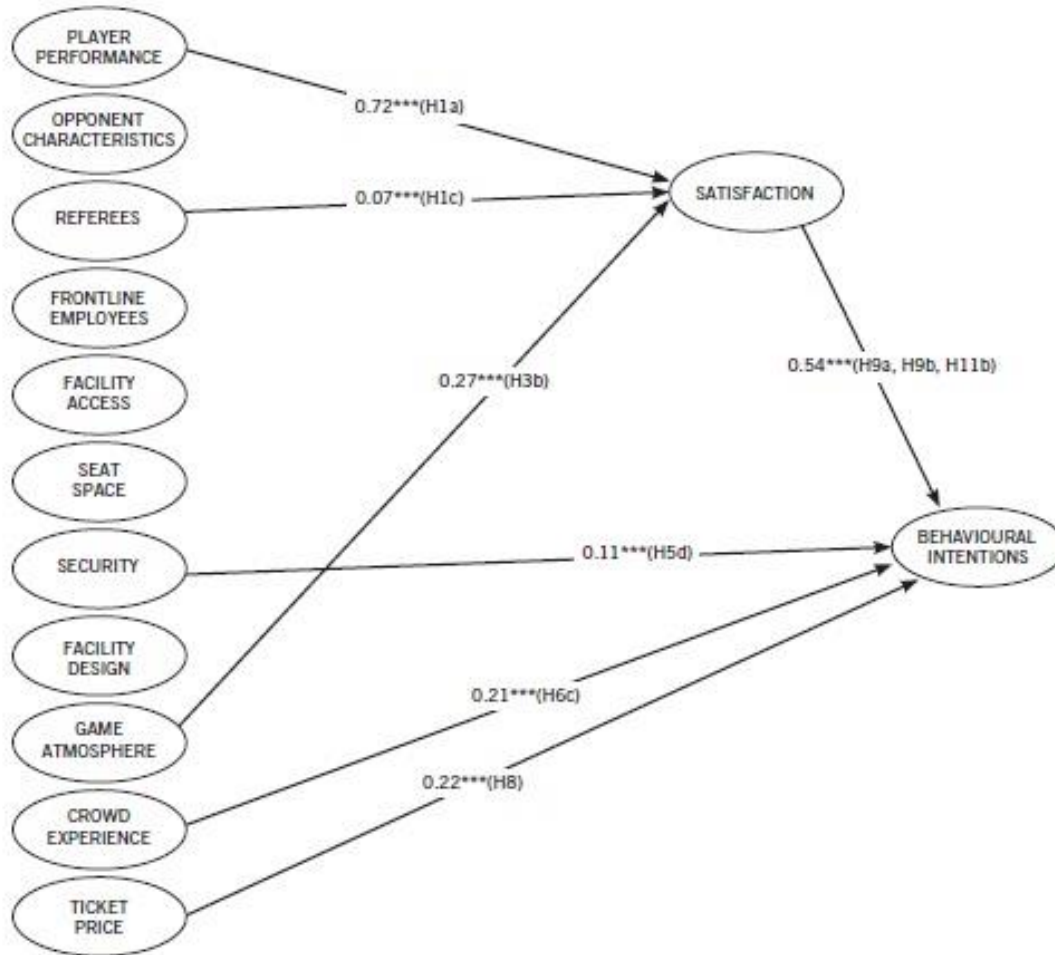 PLAYER
PERFORMANCE
0.72***(H1a)
OPPONENT
CHARACTERISTICS
REFEREES
0.07***(H1c)
SATISFACTION
FRONTLINE
EMPLOYEES
FACILITY
ACCESS
0.27***(H3b)
0.54***(H9a, H9b, H11b)
SEAT
SPACE
SECURITY
0.11***(H5d)
BEHAVIOURAL
INTENTIONS
FACILITY
DESIGN
0.21***(H6c)
GAME
ATMOSPHERE
0.22***(H8)
CROWD
EXPERIENCE
TICKET
PRICE